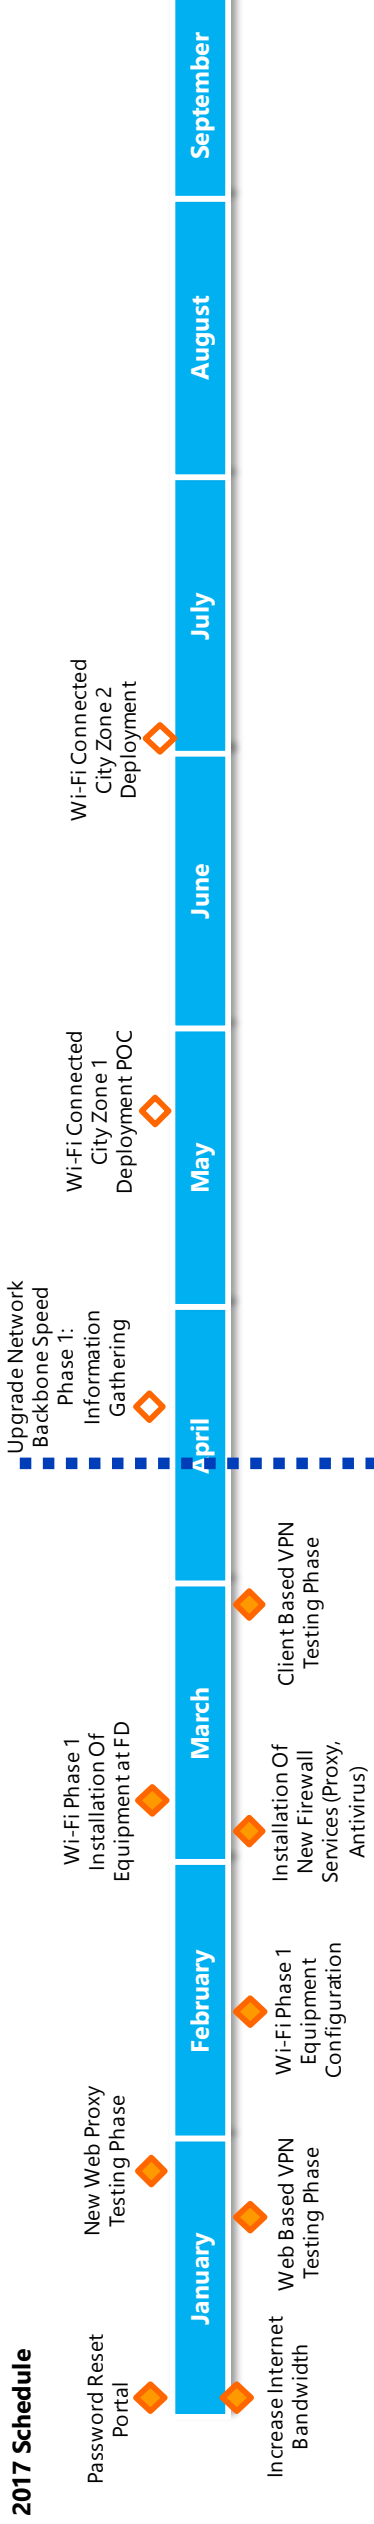 2017 Schedule
Password Reset
Portal
New Web Proxy
Testing Phase
Wi-Fi Phase 1
Installation Of
Equipment at FD
Upgrade Network
Backbone Speed
Phase 1:
Information
Gathering
Wi-Fi Connected
City Zone 1
Deployment POC
Wi-Fi Connected
City Zone 2
Deployment
January
February
March
April
May
June
July
August
September
Increase Internet
Bandwidth
Web Based VPN
Testing Phase
Wi-Fi Phase 1
Equipment
Configuration
Installation Of
New Firewall
Services (Proxy,
Antivirus)
Client Based VPN
Testing Phase